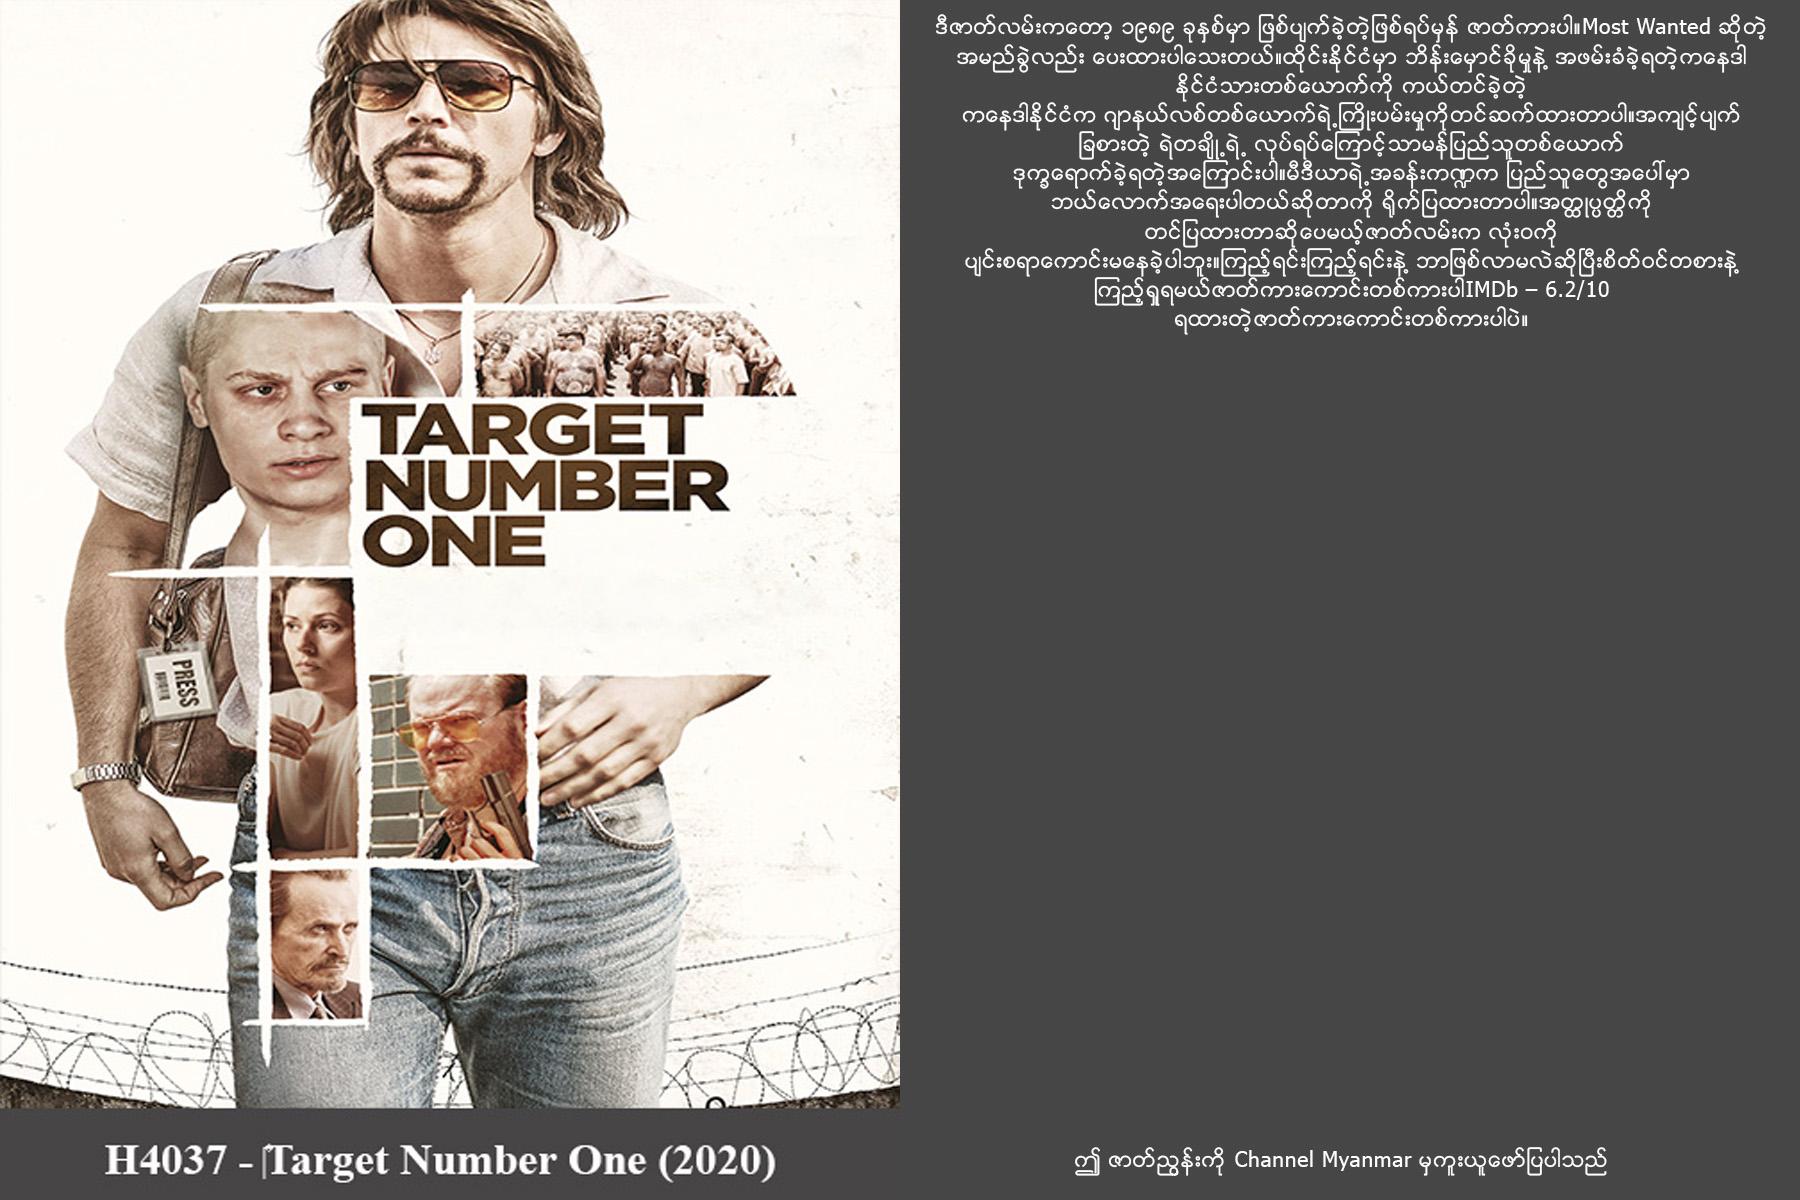 TARGET
NUMBER
ONE
PRESS
H4037 - Target Number One (2020)
ဒီဇာတ်လမ်းကတော့ ၁၉၈၉ ခုနှစ်မှာ ဖြစ်ပျက်ခဲ့တဲ့ဖြစ်ရပ်မှန် ဇာတ်ကားပါ။Most Wanted ဆိုတဲ့
အမည်ခွဲလည်း ပေးထားပါသေးတယ်။ထိုင်းနိုင်ငံမှာ ဘိန်းမှောင်ခိုမှုနဲ့ အဖမ်းခံခဲ့ရတဲ့ကနေဒါ
နိုင်ငံသားတစ်ယောက်ကို ကယ်တင်ခဲ့တဲ့
ကနေဒါနိုင်ငံက ဂျာနယ်လစ်တစ်ယောက်ရဲ့ကြိုးပမ်းမှုကိုတင်ဆက်ထားတာပါ။အကျင့်ပျက်
ခြစားတဲ့ ရဲတချို့ရဲ့ လုပ်ရပ်ကြောင့်သာမန်ပြည်သူတစ်ယောက်
ဒုက္ခရောက်ခဲ့ရတဲ့အကြောင်းပါ။မီဒီယာရဲ့အခန်းကဏ္ဍက ပြည်သူတွေအပေါ်မှာ
ဘယ်လောက်အရေးပါတယ်ဆိုတာကို ရိုက်ပြထားတာပါ။အတ္ထုပ္ပတ္တိကို
တင်ပြထားတာဆိုပေမယ့်ဇာတ်လမ်းက လုံးဝကို
ပျင်းစရာကောင်းမနေခဲ့ပါဘူး။ကြည့်ရင်းကြည့်ရင်းနဲ့ ဘာဖြစ်လာမလဲဆိုပြီးစိတ်ဝင်တစားနဲ့
ကြည့်ရှုရမယ်ဇာတ်ကားကောင်းတစ်ကားပါIMDb – 6.2/10
ရထားတဲ့ဇာတ်ကားကောင်းတစ်ကားပါပဲ။
ဤ ဇာတ်ညွှန်းကို Channel Myanmar မှကူးယူဖော်ပြပါသည်